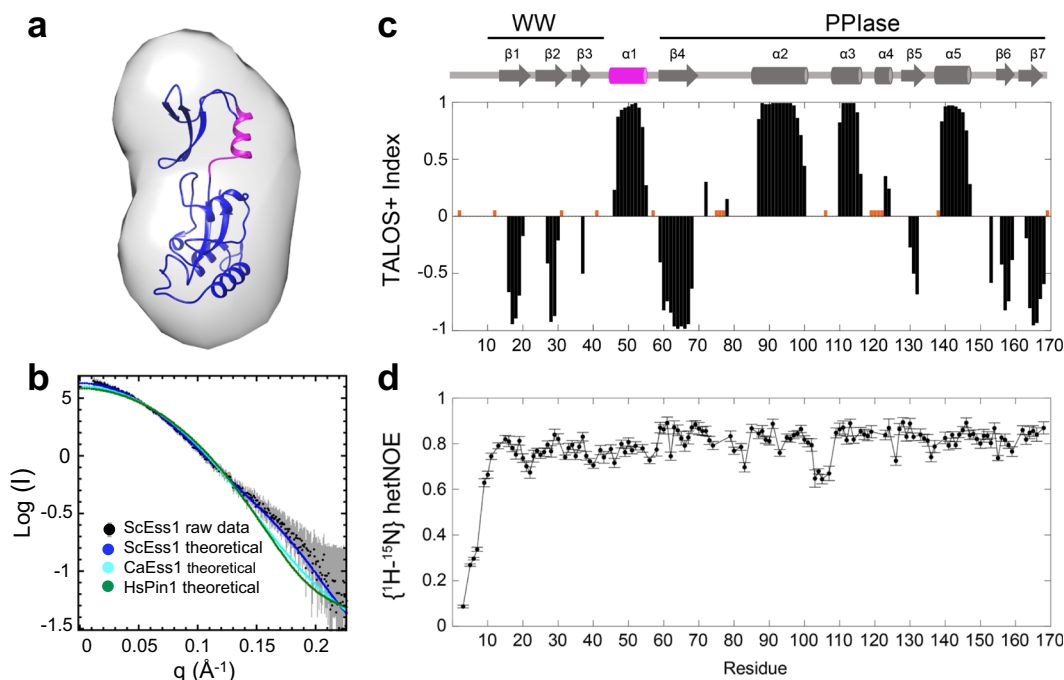 a
b
5
0
-0.5
-1
-1.5
Log (I)
ScEss1 raw data
ScEss1 theoretical
CaEss1 theoretical
HsPin1 theoretical
0 0.05 0.1 0.15 0.2
q (Å-1)
c
WW PPIase
β1 β2 β3 α1 β4 α2 α3 α4 β5 α5 β6 β7
1
0.5
0
-0.5
-1
TALOS+ Index
10 20 30 40 50 60 70 80 90 100 110 120 130 140 150 160 170
d
1
0.8
0.6
0.4
0.2
0
{1H-15N} hetNOE
10 20 30 40 50 60 70 80 90 100 110 120 130 140 150 160 170
Residue